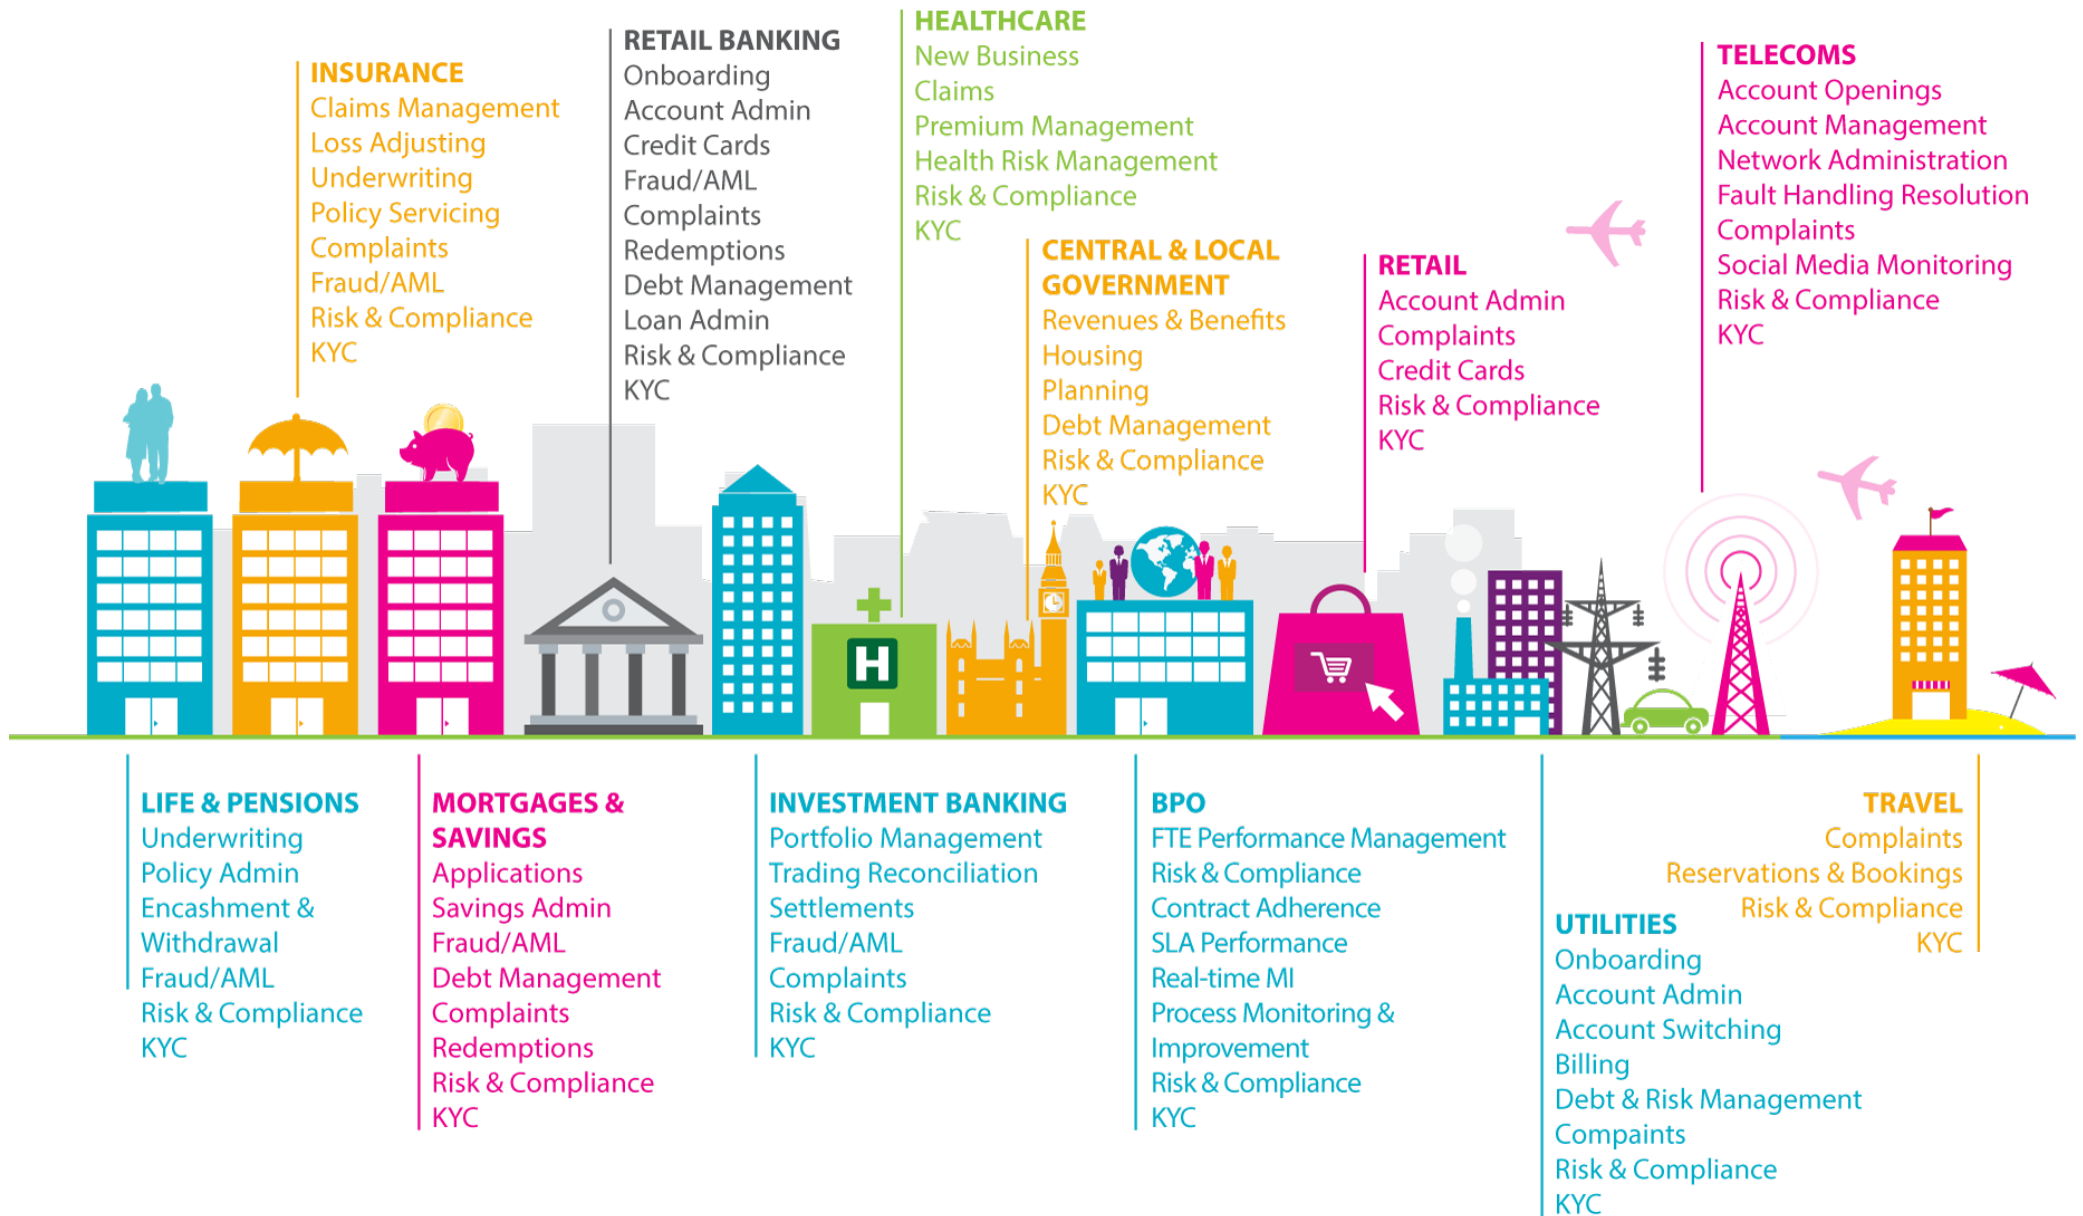 INSURANCE
Claims Management
Loss Adjusting
Underwriting
Policy Servicing
Complaints
Fraud/AML
Risk & Compliance
KYC
RETAIL BANKING
Onboarding
Account Admin
Credit Cards
Fraud/AML
Complaints
Redemptions
Debt Management
Loan Admin
Risk & Compliance
KYC
HEALTHCARE
New Business
Claims
Premium Management
Health Risk Management
Risk & Compliance
KYC
CENTRAL & LOCAL
GOVERNMENT
Revenues & Benefits
Housing
Planning
Debt Management
Risk & Compliance
KYC
RETAIL
Account Admin
Complaints
Credit Cards
Risk & Compliance
KYC
TELECOMS
Account Openings
Account Management
Network Administration
Fault Handling Resolution
Complaints
Social Media Monitoring
Risk & Compliance
KYC
H
LIFE & PENSIONS
Underwriting
Policy Admin
Encashment &
Withdrawal
Fraud/AML
Risk & Compliance
KYC
MORTGAGES &
SAVINGS
Applications
Savings Admin
Fraud/AML
Debt Management
Complaints
Redemptions
Risk & Compliance
KYC
INVESTMENT BANKING
Portfolio Management
Trading Reconciliation
Settlements
Fraud/AML
Complaints
Risk & Compliance
KYC
BPO
FTE Performance Management
Risk & Compliance
Contract Adherence
SLA Performance
Real-time MI
Process Monitoring &
Improvement
Risk & Compliance
KYC
UTILITIES
Onboarding
Account Admin
Account Switching
Billing
Debt & Risk Management
Compaints
Risk & Compliance
KYC
TRAVEL
Complaints
Reservations & Bookings
Risk & Compliance
KYC